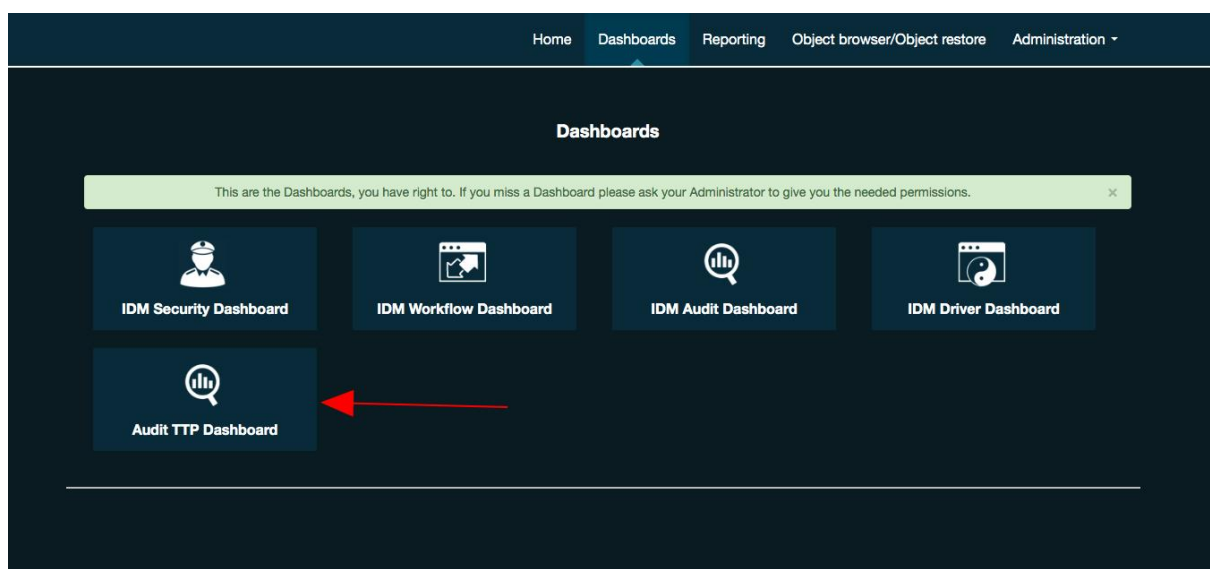 Home Dashboards Reporting Object browser/Object restore Administration
Dashboards
This are the Dashboards, you have right to. If you miss a Dashboard please ask your Administrator to give you the needed permissions. ×
IDM Security Dashboard IDM Workflow Dashboard IDM Audit Dashboard IDM Driver Dashboard
Audit TTP Dashboard